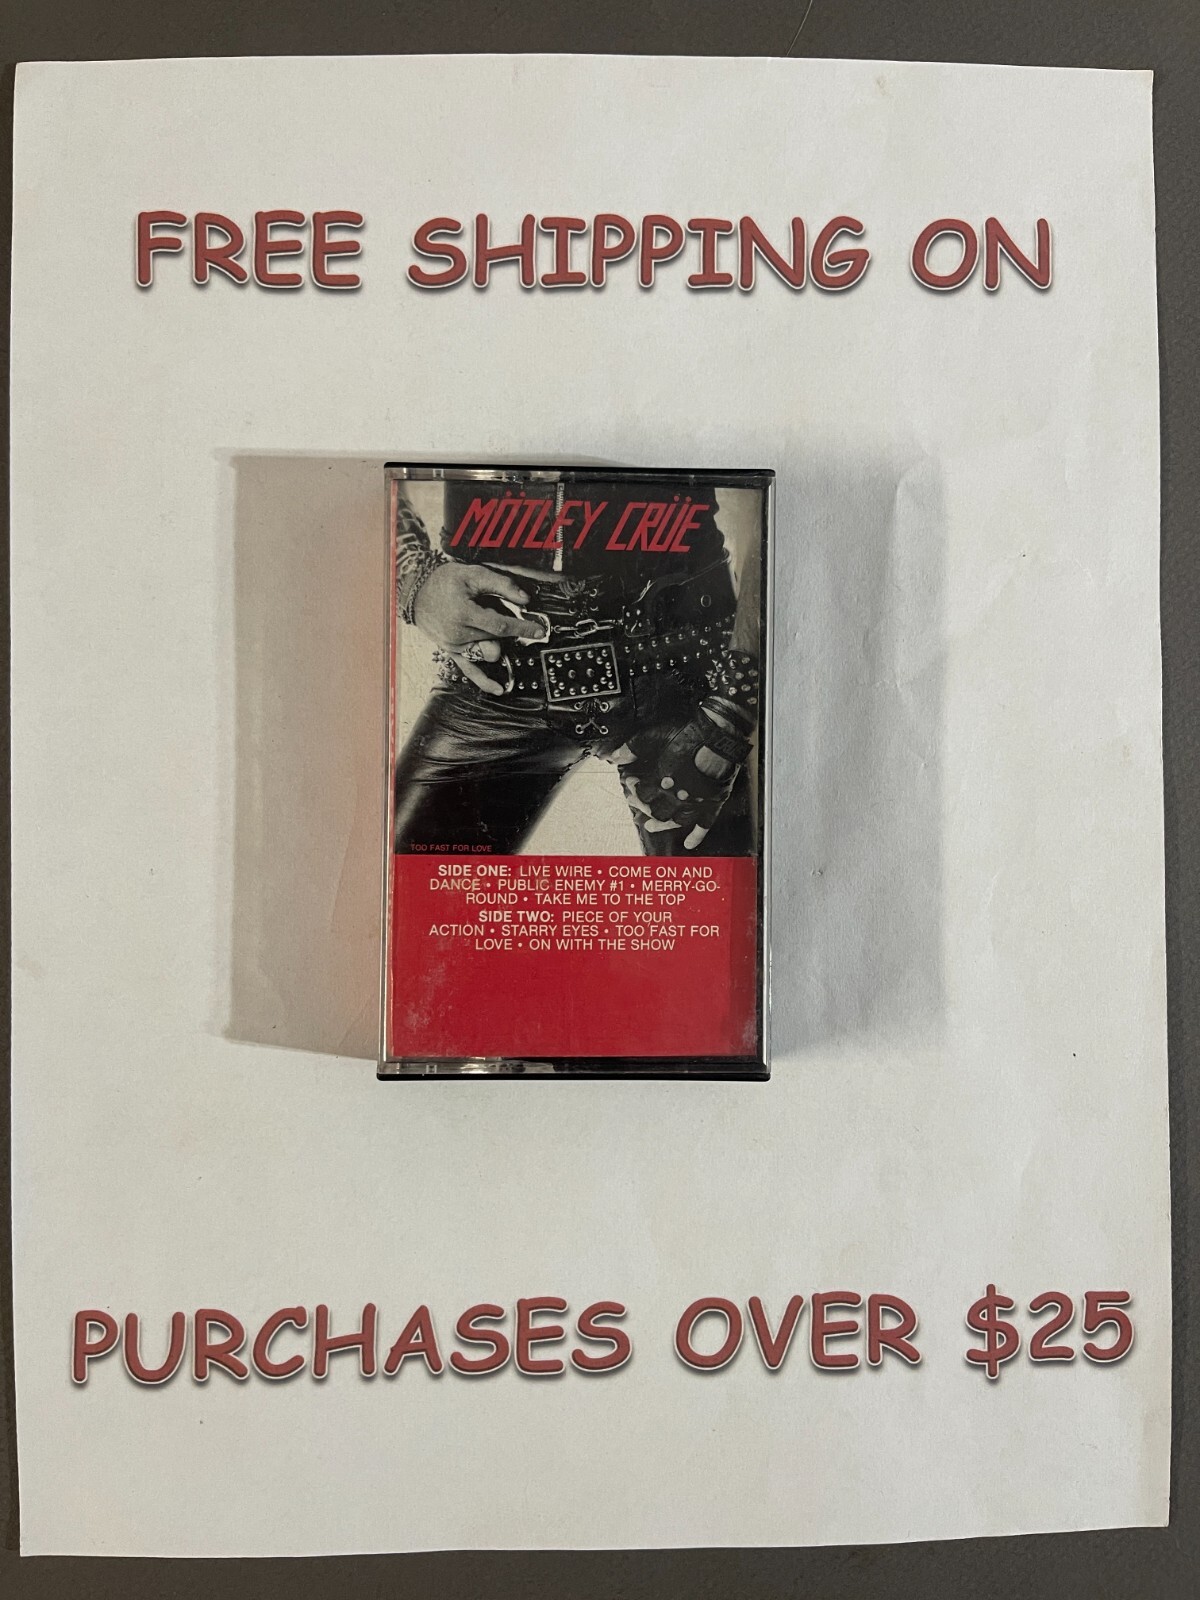 FREE SHIPPING ON
MÖTLEY CRÜE
TOO FAST FOR LOVE
SIDE ONE: LIVE WIRE • COME ON AND
DANCE • PUBLIC ENEMY #1 • MERRY-GO-
ROUND • TAKE ME TO THE TOP
SIDE TWO: PIECE OF YOUR
ACTION • STARRY EYES • TOO FAST FOR
LOVE • ON WITH THE SHOW
PURCHASES OVER $25